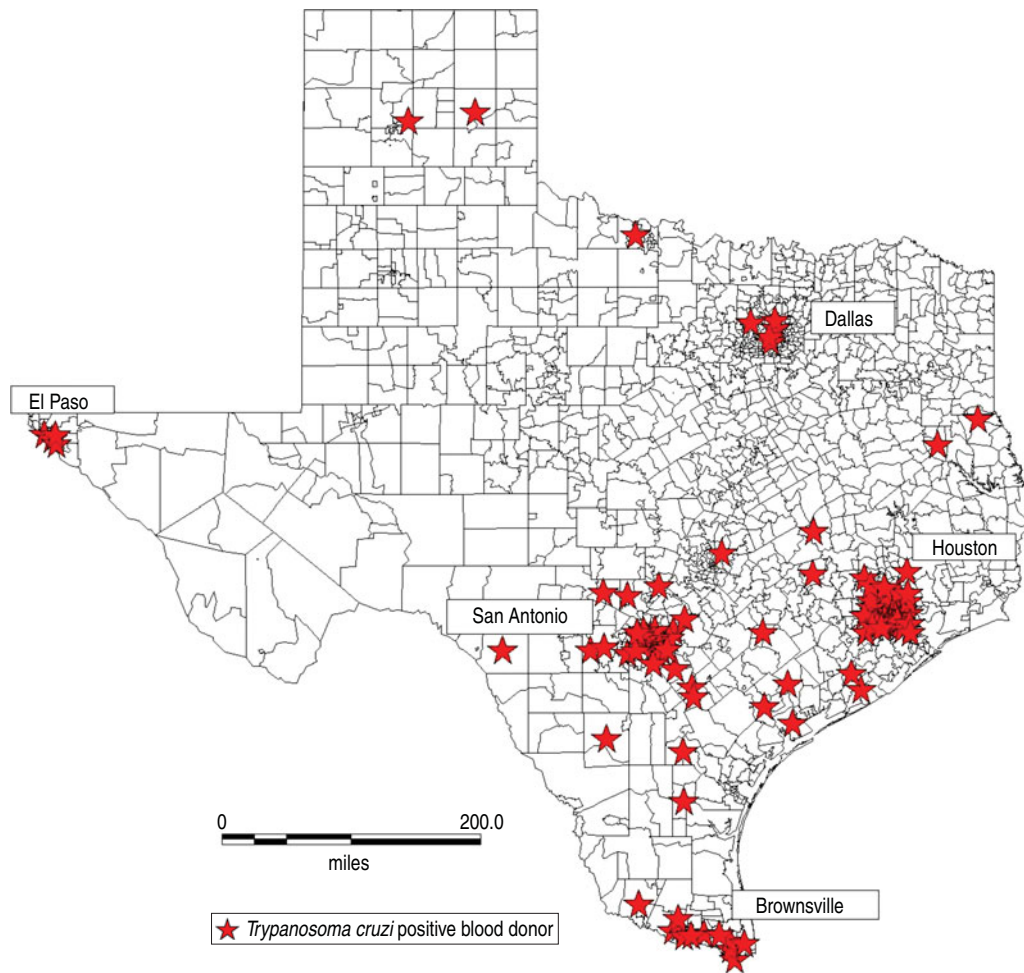 Dallas
El Paso
Houston
San Antonio
0 200.0
miles
Brownsville
Trypanosoma cruzi positive blood donor